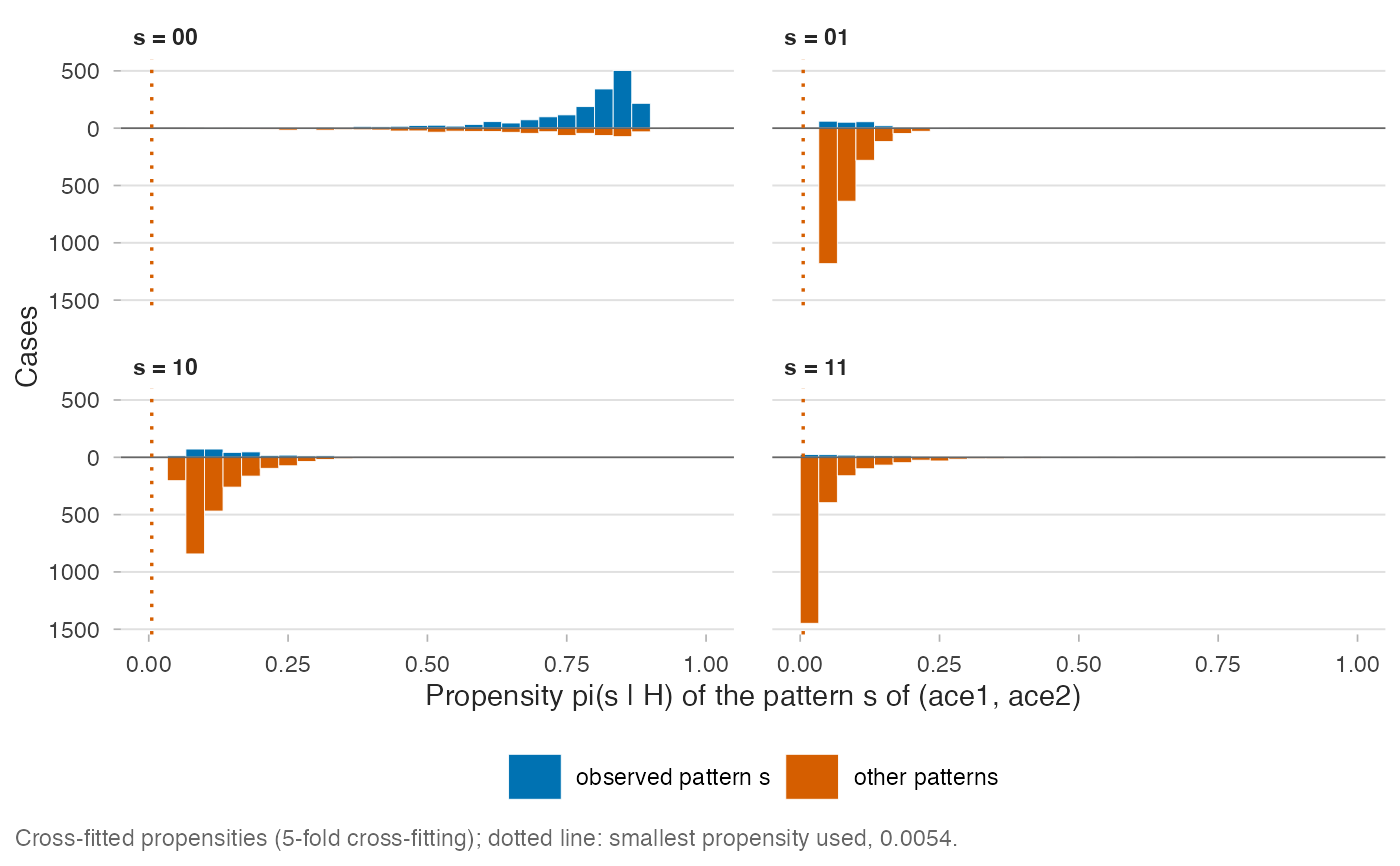 s = 00
s = 01
500
0
500
1000
1500
Cases
s = 10
s = 11
500
0
500
1000
1500
0.00 0.25 0.50 0.75 1.00
0.00 0.25 0.50 0.75 1.00
Propensity pi(s | H) of the pattern s of (ace1, ace2)
observed pattern s
other patterns
Cross-fitted propensities (5-fold cross-fitting); dotted line: smallest propensity used, 0.0054.